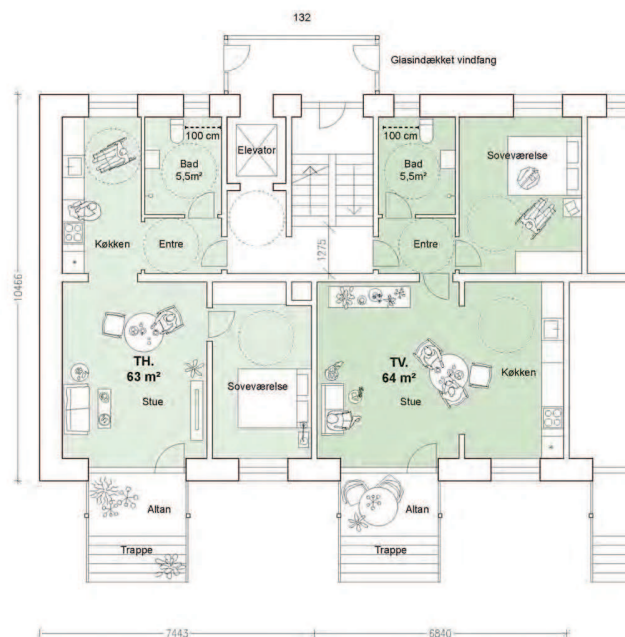 132
Glasindækket vindfang
100 cm
Bad
5,5m²
Elevator
100 cm
Bad
5,5m²
Soveværelse
Køkken
Entre
1275
Entre
10466
TH.
63 m²
Stue
Soveværelse
TV.
64 m²
Stue
Køkken
Altan
Trappe
Altan
Trappe
7443
6840